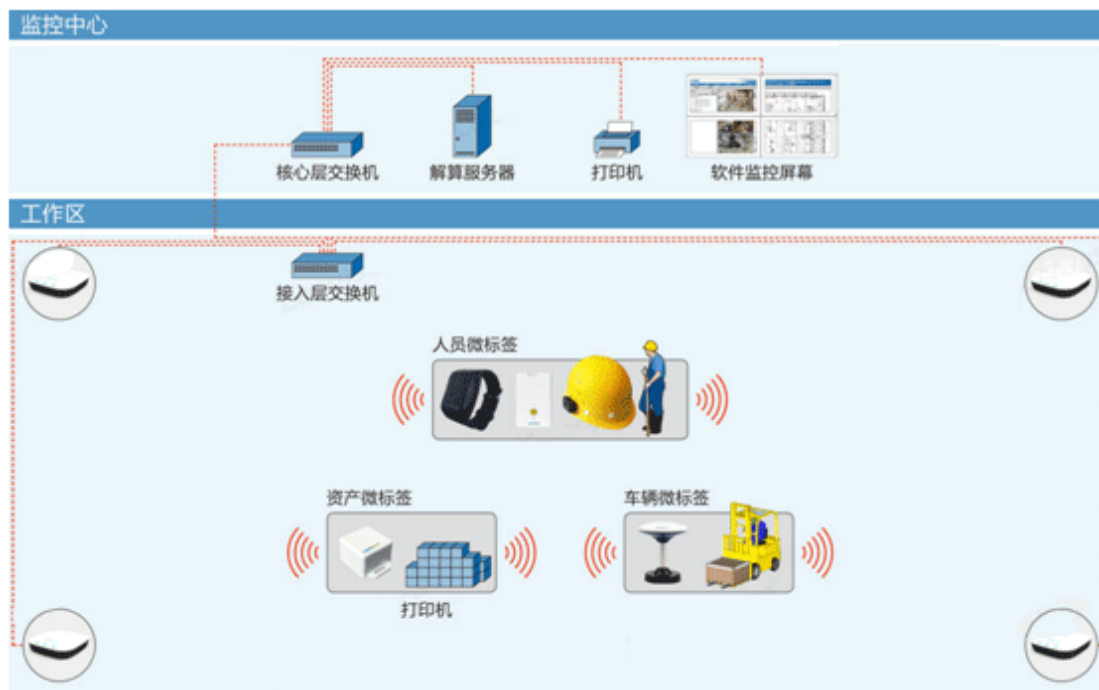 监控中心
核心层交换机
解算服务器
打印机
软件监控屏幕
工作区
接入层交换机
人员微标签
资产微标签
车辆微标签
打印机